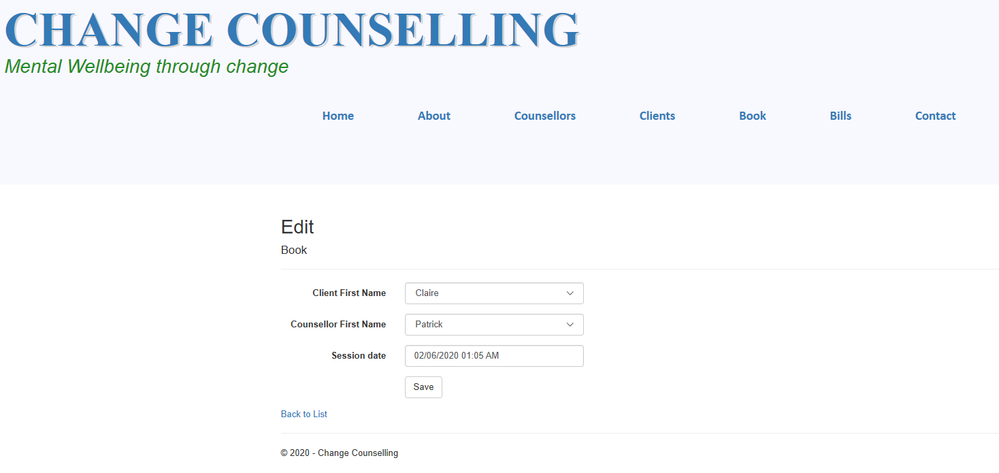 CHANGE COUNSELLING
Mental Wellbeing through change
Home About Counsellors Clients Book Bills Contact
Edit
Book
Client First Name Claire
Counsellor First Name Patrick
Session date 02/06/2020 01:05 AM
Save
Back to List
© 2020 - Change Counselling